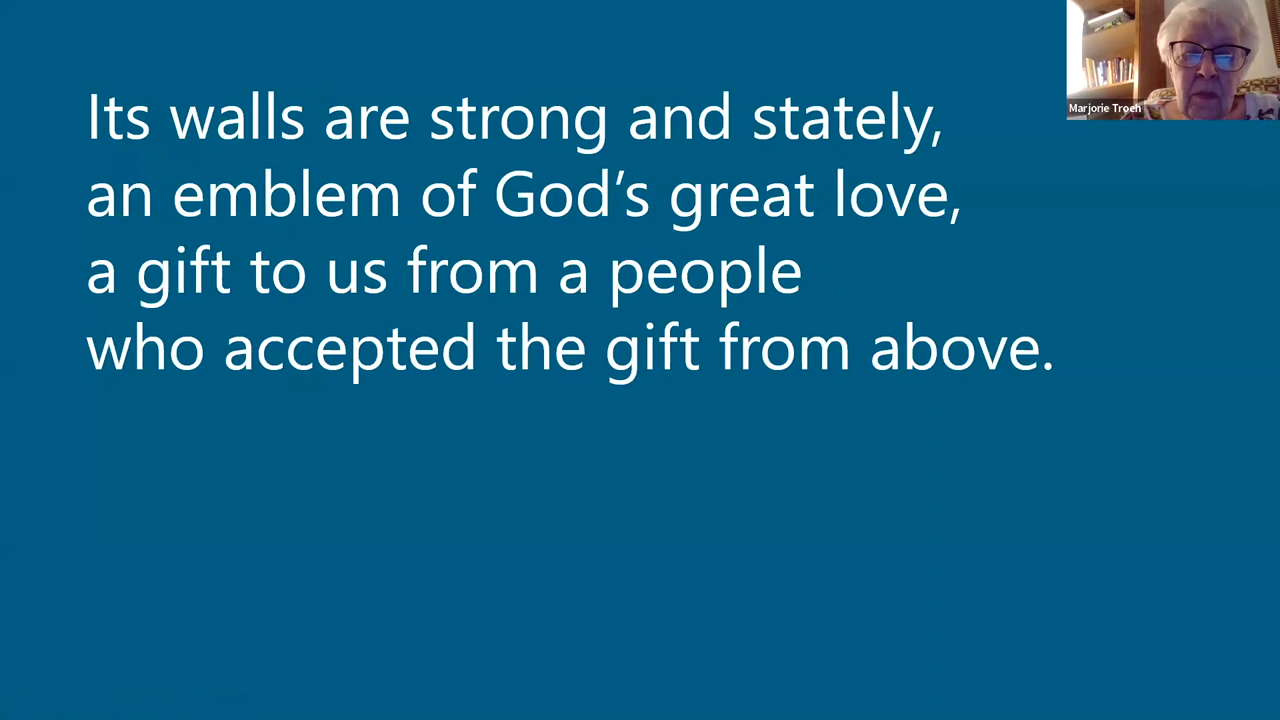 Its walls are strong and stately,
an emblem of God’s great love,
a gift to us from a people
who accepted the gift from above.
Marjorie Troeh